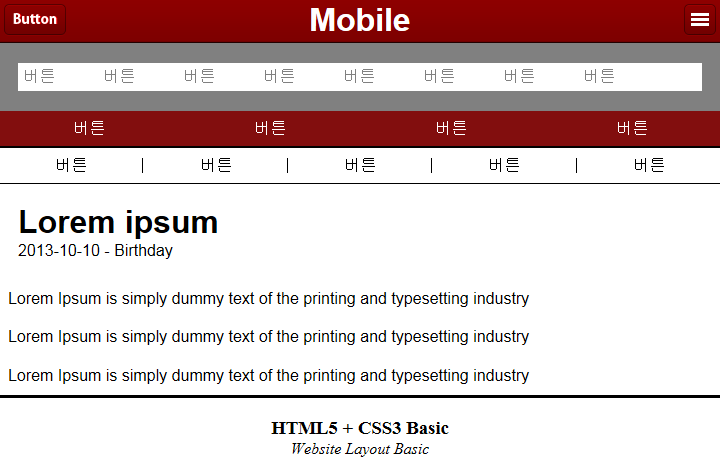 Button Mobile
버튼 버튼 버튼 버튼 버튼 버튼 버튼 버튼
버튼 버튼 버튼 버튼
버튼 | 버튼 | 버튼 | 버튼 | 버튼
Lorem ipsum
2013-10-10 - Birthday
Lorem Ipsum is simply dummy text of the printing and typesetting industry
Lorem Ipsum is simply dummy text of the printing and typesetting industry
Lorem Ipsum is simply dummy text of the printing and typesetting industry
HTML5 + CSS3 Basic
Website Layout Basic